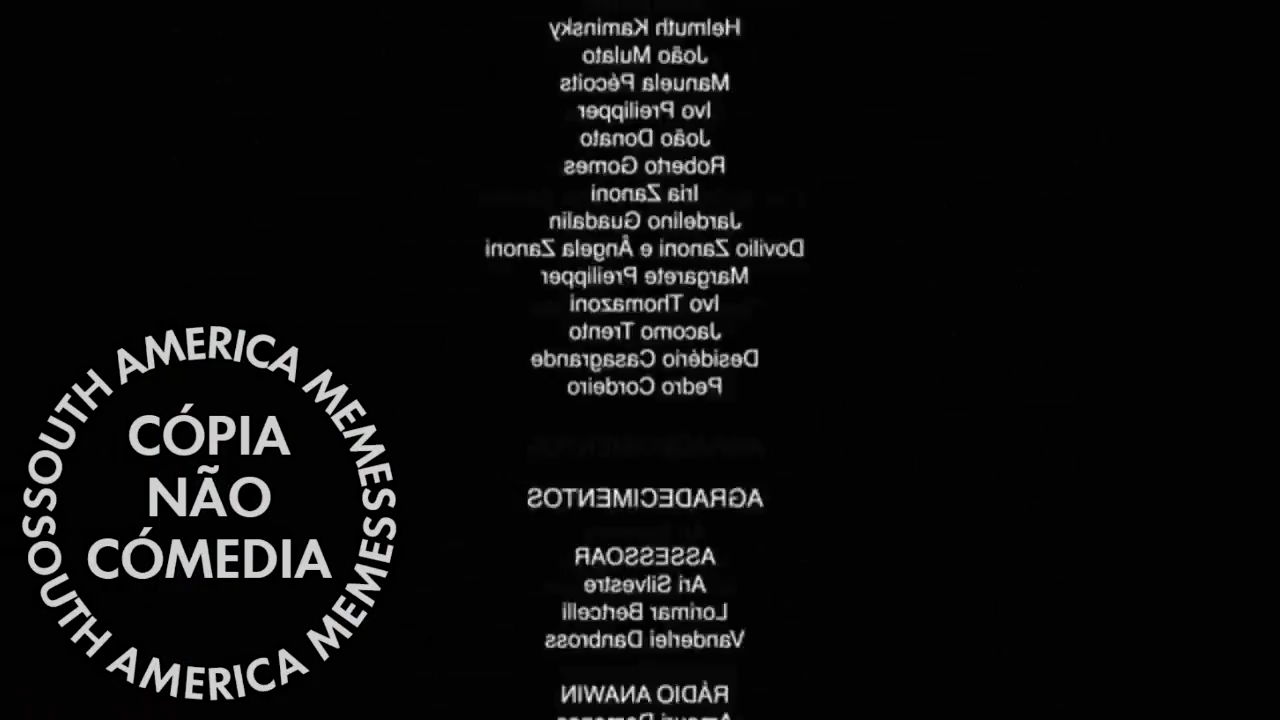 Helmuth Kaminsky
João Mulato
Manuela Pécoits
Ivo Preilipper
João Donato
Roberto Gomes
Iria Zanoni
Jardelino Guadalin
Dovilio Zanoni e Ângela Zanoni
Margarete Preilipper
Ivo Thomazoni
Jacomo Trento
Desidério Casagrande
Pedro Cordeiro
AGRADECIMENTOS
ASSESSOAR
Ari Silvestre
Lorimar Bertcelli
Vanderlei Danbross
RÁDIO ANAWIN
SOUTH AMERICA MEMES
CÓPIA
NÃO
CÓMEDIA
SOUTH AMERICA MEMES